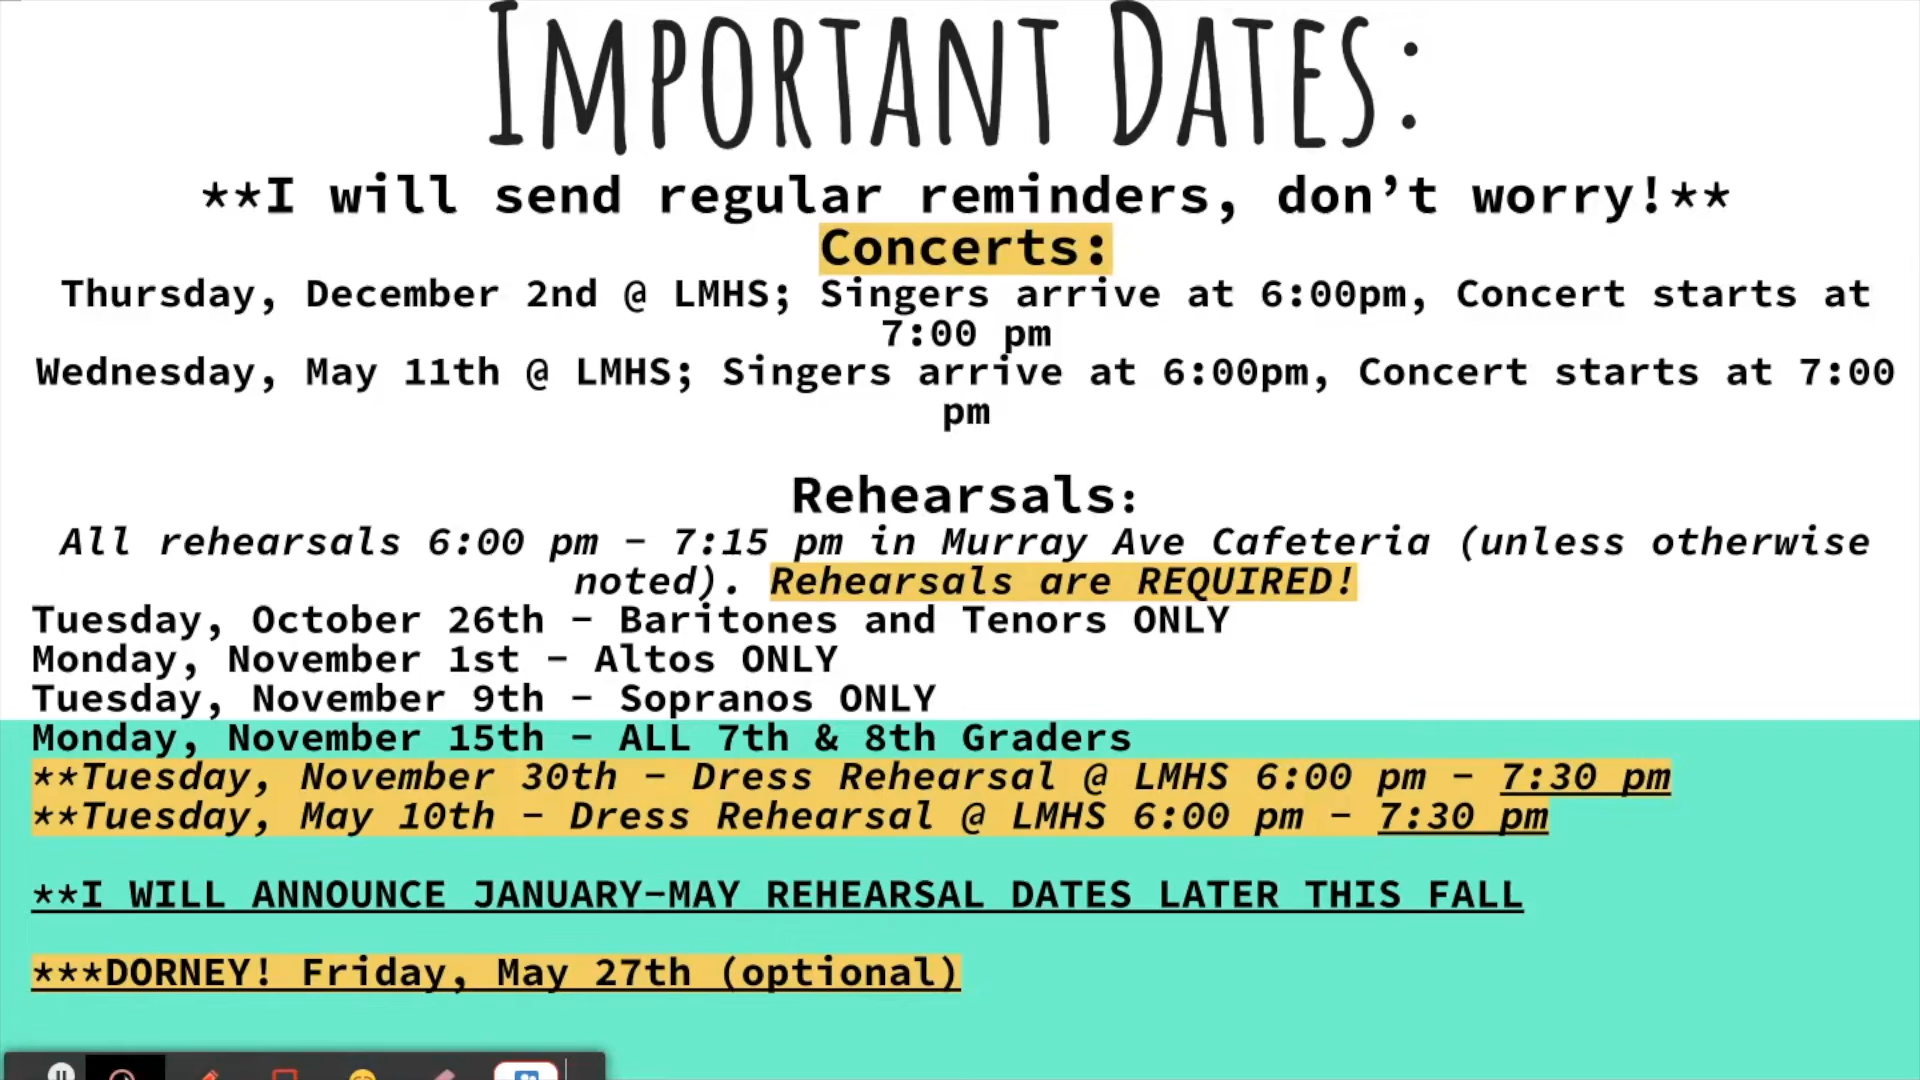 IMPORTANT DATES:
**I will send regular reminders, don’t worry!**
Concerts:
Thursday, December 2nd @ LMHS; Singers arrive at 6:00pm, Concert starts at
7:00 pm
Wednesday, May 11th @ LMHS; Singers arrive at 6:00pm, Concert starts at 7:00
pm
Rehearsals:
All rehearsals 6:00 pm – 7:15 pm in Murray Ave Cafeteria (unless otherwise
noted). Rehearsals are REQUIRED!
Tuesday, October 26th – Baritones and Tenors ONLY
Monday, November 1st – Altos ONLY
Tuesday, November 9th – Sopranos ONLY
Monday, November 15th – ALL 7th & 8th Graders
**Tuesday, November 30th – Dress Rehearsal @ LMHS 6:00 pm – 7:30 pm
**Tuesday, May 10th – Dress Rehearsal @ LMHS 6:00 pm – 7:30 pm
**I WILL ANNOUNCE JANUARY–MAY REHEARSAL DATES LATER THIS FALL
***DORNEY! Friday, May 27th (optional)